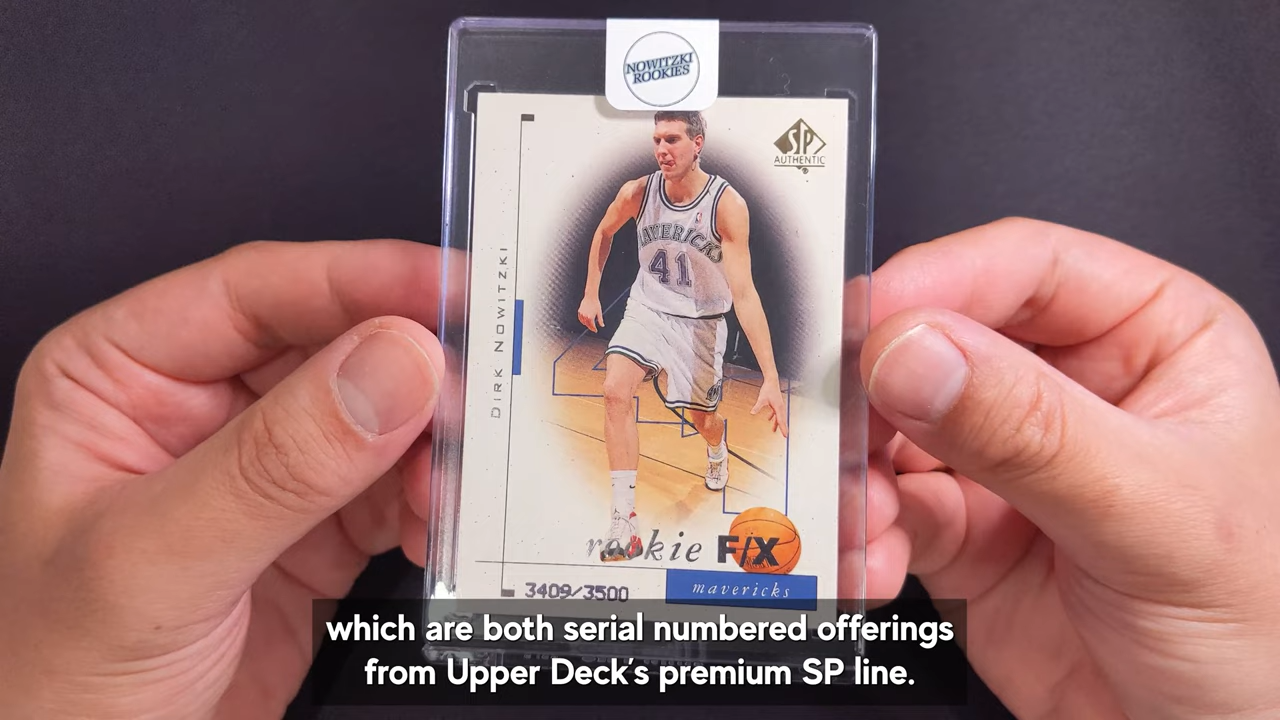 NOWITZKI
ROOKIES
SP
AUTHENTIC
DIRK NOWITZKI
MAVERICKS
41
rookie F/X
3409/3500
mavericks
which are both serial numbered offerings
from Upper Deck's premium SP line.